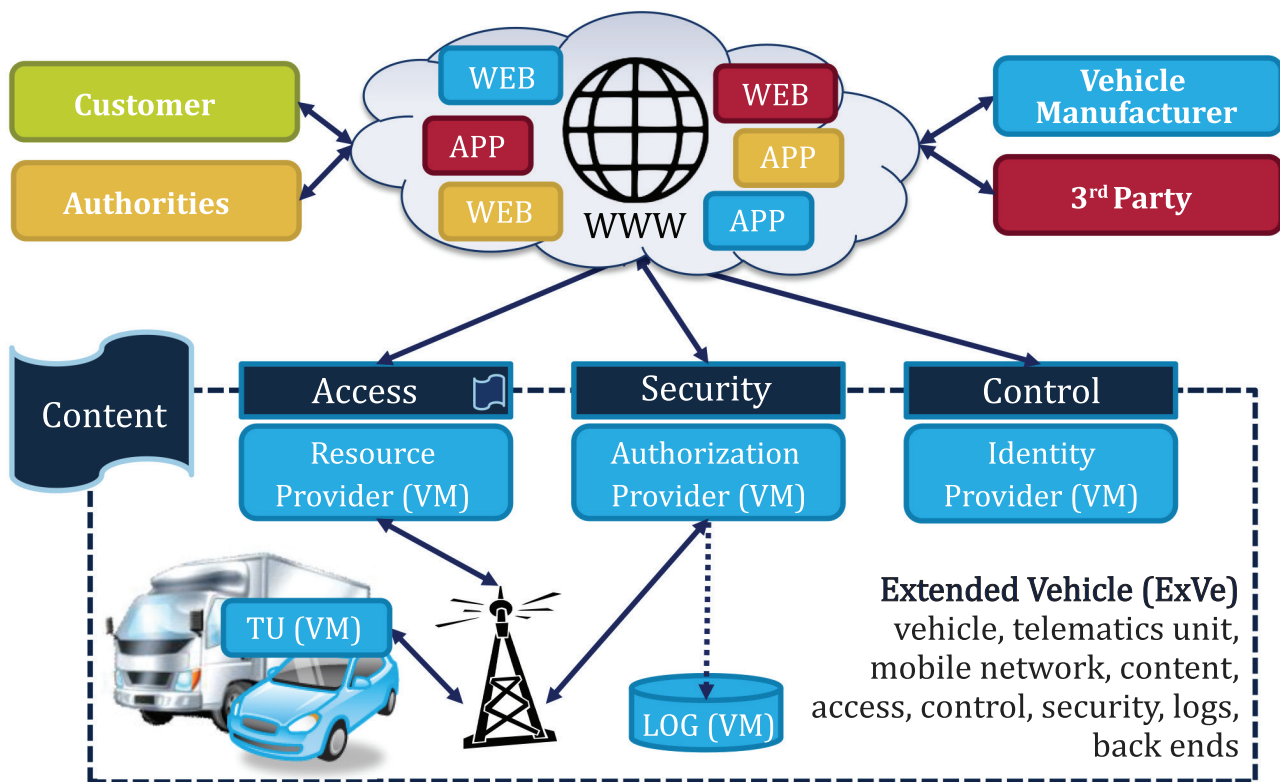 WEB
WEB
Customer
Vehicle
Manufacturer
APP
APP
Authorities
WEB
APP
3rd Party
WWW
Content
Access
Security
Control
Resource
Provider (VM)
Authorization
Provider (VM)
Identity
Provider (VM)
TU (VM)
LOG (VM)
Extended Vehicle (ExVe)
vehicle, telematics unit,
mobile network, content,
access, control, security, logs,
back ends